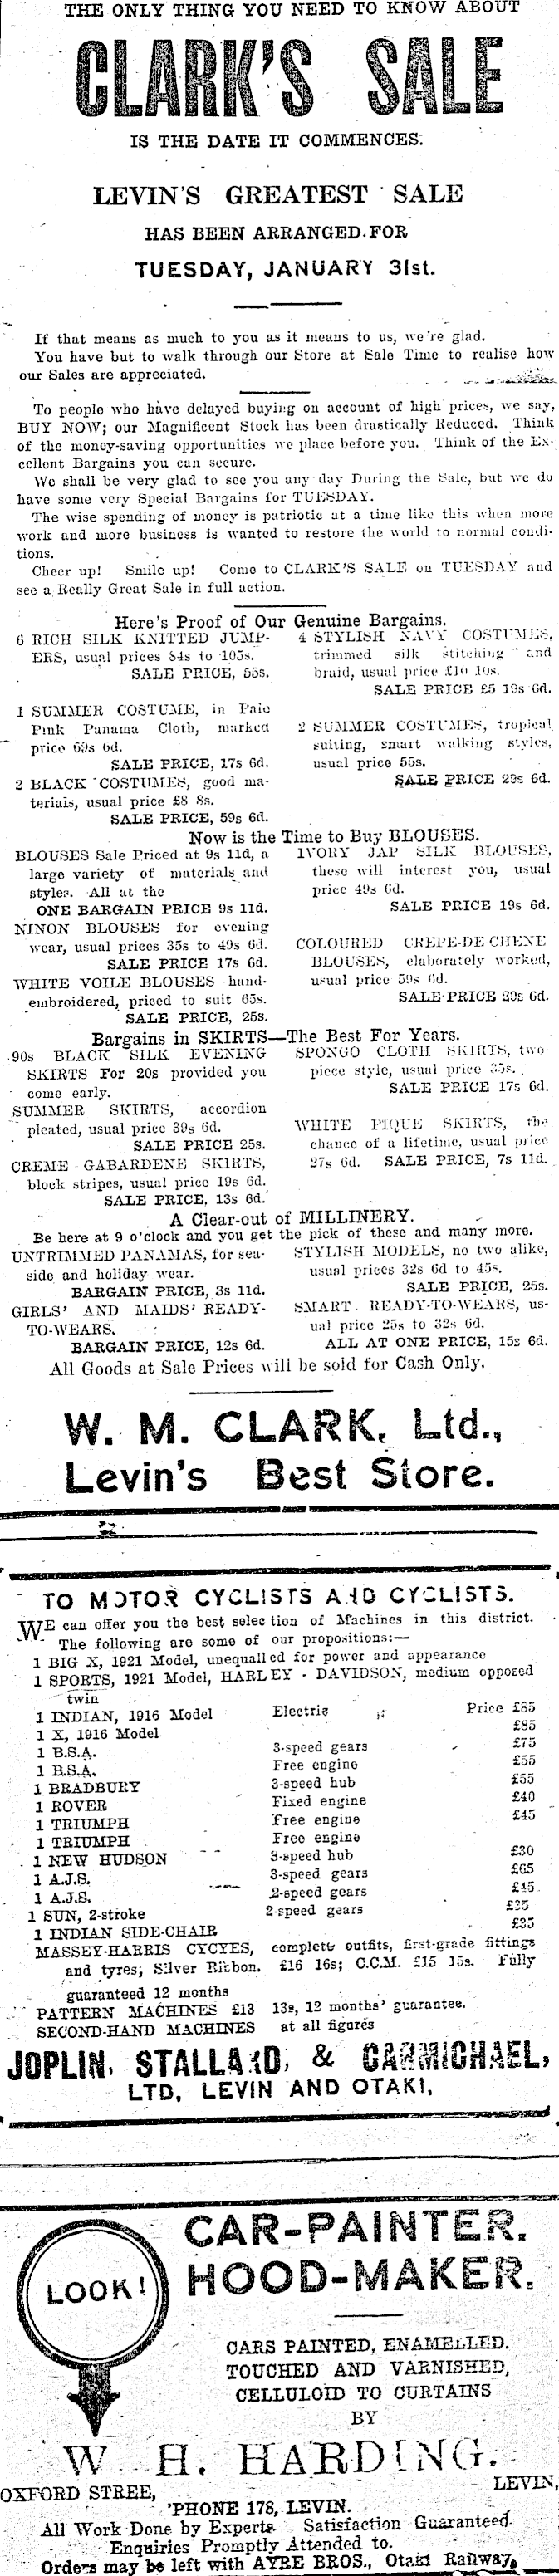 THE ONLY THING YOU NEED TO KNOW ABOUT
CLARK'S SALE
IS THE DATE IT COMMENCES.
LEVIN'S GREATEST SALE
HAS BEEN ARRANGED.FOR
TUESDAY, JANUARY 31st.
If that means as much to you as it means to us, we're glad.
You have but to walk through our Store at Sale Time to realise how
our Sales are appreciated.
To people who have delayed buying on account of high prices, we say,
BUY NOW; our Magnificent Stock has been drastically Reduced. Think
of the money-saving opportunities we place before you. Think of the Ex-
cellent Bargains you can secure.
We shall be very glad to see you any day During the Sale, but we do
have some very Special Bargains for TUESDAY.
The wise spending of money is patriotic at a time like this when more
work and more business is wanted to restore the world to normal condi-
tions.
Cheer up! Smile up! Come to CLARK'S SALE on TUESDAY and
see a Really Great Sale in full action.
Here's Proof of Our Genuine Bargains.
6 RICH SILK KNITTED JUMP-
ERS, usual prices 84s to 105s.
SALE PRICE, 55s.
1 SUMMER COSTUME, in Pale
Pink Panama Cloth, marked
price 69s 6d.
SALE PRICE, 17s 6d.
2 BLACK COSTUMES, good ma-
terials, usual price £8 8s.
SALE PRICE, 59s 6d.
4 STYLISH NAVY COSTUMES,
trimmed silk stitching and
braid, usual price £10 10s.
SALE PRICE £5 19s 6d.
2 SUMMER COSTUMES, tropical
suiting, smart walking styles,
usual price 55s.
SALE PRICE 29s 6d.
Now is the Time to Buy BLOUSES.
BLOUSES Sale Priced at 9s 11d, a
large variety of materials and
styles. All at the
ONE BARGAIN PRICE 9s 11d.
NINON BLOUSES for evening
wear, usual prices 35s to 49s 6d.
SALE PRICE 17s 6d.
WHITE VOILE BLOUSES hand-
embroidered, priced to suit 65s.
SALE PRICE, 25s.
IVORY JAP SILK BLOUSES,
these will interest you, usual
price 49s 6d.
SALE PRICE 19s 6d.
COLOURED CREPE-DE-CHENE
BLOUSES, elaborately worked,
usual price 59s 6d.
SALE PRICE 29s 6d.
Bargains in SKIRTS—The Best For Years.
90s BLACK SILK EVENING
SKIRTS For 20s provided you
come early.
SUMMER SKIRTS, accordion
pleated, usual price 39s 6d.
SALE PRICE 25s.
CREME GABARDENE SKIRTS,
block stripes, usual price 19s 6d.
SALE PRICE, 13s 6d.
SPONGO CLOTH SKIRTS, two-
piece style, usual price 35s.
SALE PRICE 17s 6d.
WHITE PIQUE SKIRTS, the
chance of a lifetime, usual price
27s 6d. SALE PRICE, 7s 11d.
A Clear-out of MILLINERY.
Be here at 9 o'clock and you get the pick of these and many more.
UNTRIMMED PANAMAS, for sea-
side and holiday wear.
BARGAIN PRICE, 3s 11d.
GIRLS' AND MAIDS' READY-
TO-WEARS.
BARGAIN PRICE, 12s 6d.
STYLISH MODELS, no two alike,
usual prices 32s 6d to 45s.
SALE PRICE, 25s.
SMART READY-TO-WEARS, us-
ual price 25s to 32s 6d.
ALL AT ONE PRICE, 15s 6d.
All Goods at Sale Prices will be sold for Cash Only.
W. M. CLARK, Ltd.,
Levin's Best Store.
TO MOTOR CYCLISTS AND CYCLISTS.
WE can offer you the best selection of Machines in this district.
The following are some of our propositions:—
1 BIG X, 1921 Model, unequalled for power and appearance
1 SPORTS, 1921 Model, HARLEY - DAVIDSON, medium opposed
twin
1 INDIAN, 1916 Model Electric Price £85
1 X, 1916 Model £85
1 B.S.A. 3-speed gears £75
1 B.S.A. Free engine £55
1 BRADBURY 3-speed hub £55
1 ROVER Fixed engine £40
1 TRIUMPH Free engine £45
1 TRIUMPH Free engine
1 NEW HUDSON 3-speed hub £30
1 A.J.S. 3-speed gears £65
1 A.J.S. 2-speed gears £45
1 SUN, 2-stroke 2-speed gears £35
1 INDIAN SIDE-CHAIR £35
MASSEY-HARRIS CYCYES, complete outfits, first-grade fittings
and tyres; Silver Ribbon. £16 16s; C.C.M. £15 15s. Fully
guaranteed 12 months
PATTERN MACHINES £13 13s, 12 months' guarantee.
SECOND-HAND MACHINES at all figures
JOPLIN, STALLARD, & CARMICHAEL,
LTD, LEVIN AND OTAKI,
LOOK!
CAR-PAINTER.
HOOD-MAKER.
CARS PAINTED, ENAMELLED.
TOUCHED AND VARNISHED,
CELLULOID TO CURTAINS
BY
W H. HARDING.
OXFORD STREE, LEVIN,
'PHONE 178, LEVIN.
All Work Done by Experts Satisfaction Guaranteed
Enquiries Promptly Attended to.
Orders may be left with AYRE BROS., Otaki Railway,